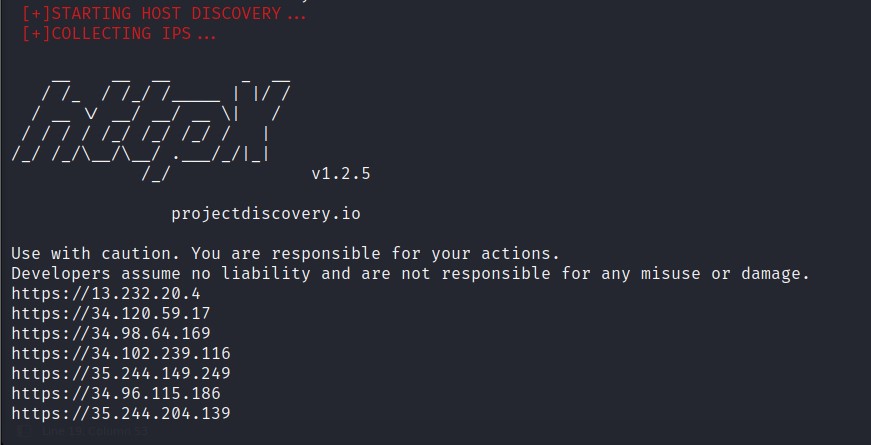 [+]STARTING HOST DISCOVERY...
[+]COLLECTING IPS...
httpx
v1.2.5
projectdiscovery.io
Use with caution. You are responsible for your actions.
Developers assume no liability and are not responsible for any misuse or damage.
https://13.232.20.4
https://34.120.59.17
https://34.98.64.169
https://34.102.239.116
https://35.244.149.249
https://34.96.115.186
https://35.244.204.139